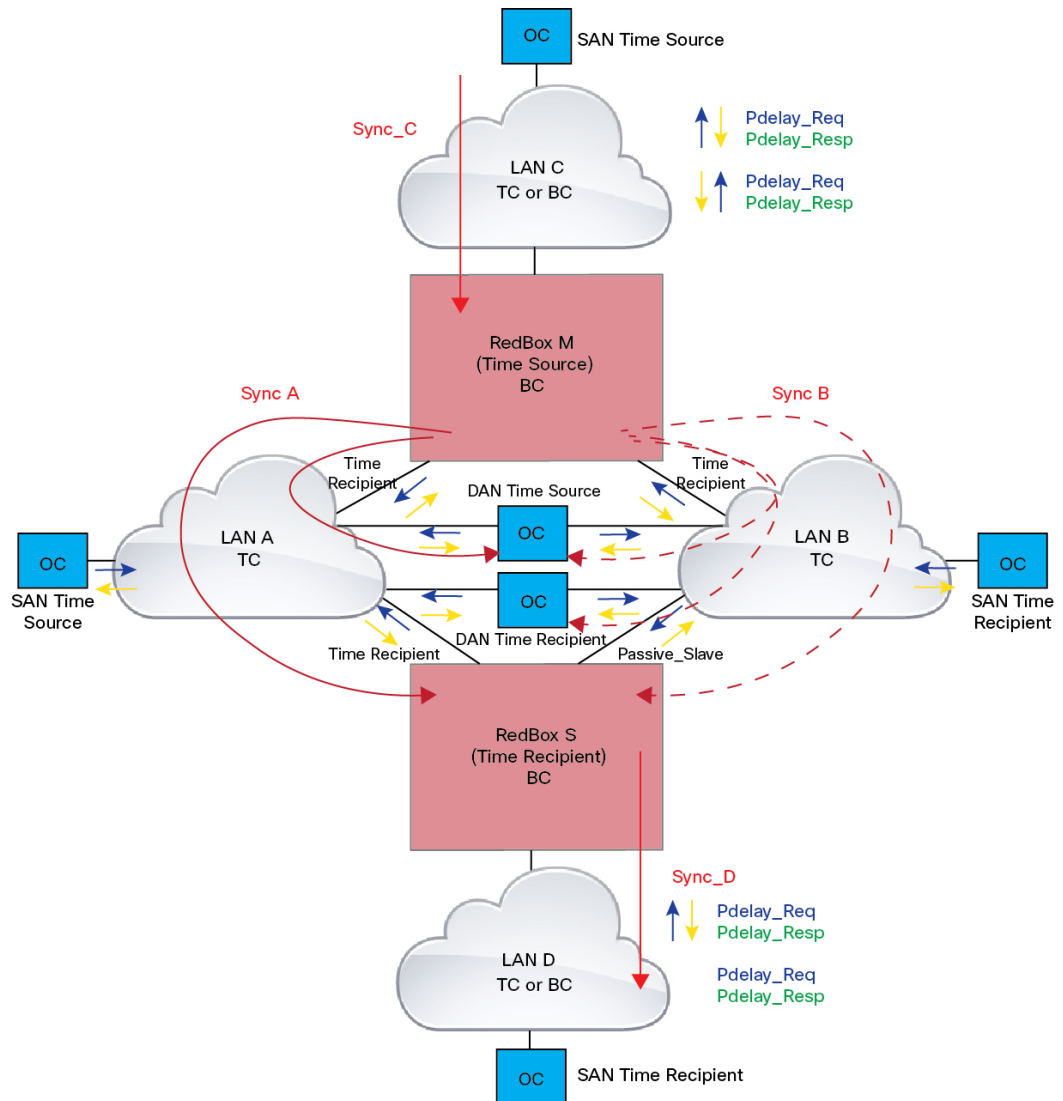 OC
SAN Time Source
Sync_C
Pdelay_Req
Pdelay_Resp
LAN C
TC or BC
Pdelay_Req
Pdelay_Resp
RedBox M
(Time Source)
BC
Sync A
Sync B
Time
Recipient
Time
Recipient
DAN Time Source
OC
LAN A
TC
LAN B
TC
OC
SAN Time
Source
OC
SAN Time
Recipient
OC
DAN Time Recipient
Time Recipient
Passive_Slave
RedBox S
(Time Recipient)
BC
Sync_D
Pdelay_Req
Pdelay_Resp
LAN D
TC or BC
Pdelay_Req
Pdelay_Resp
OC
SAN Time Recipient